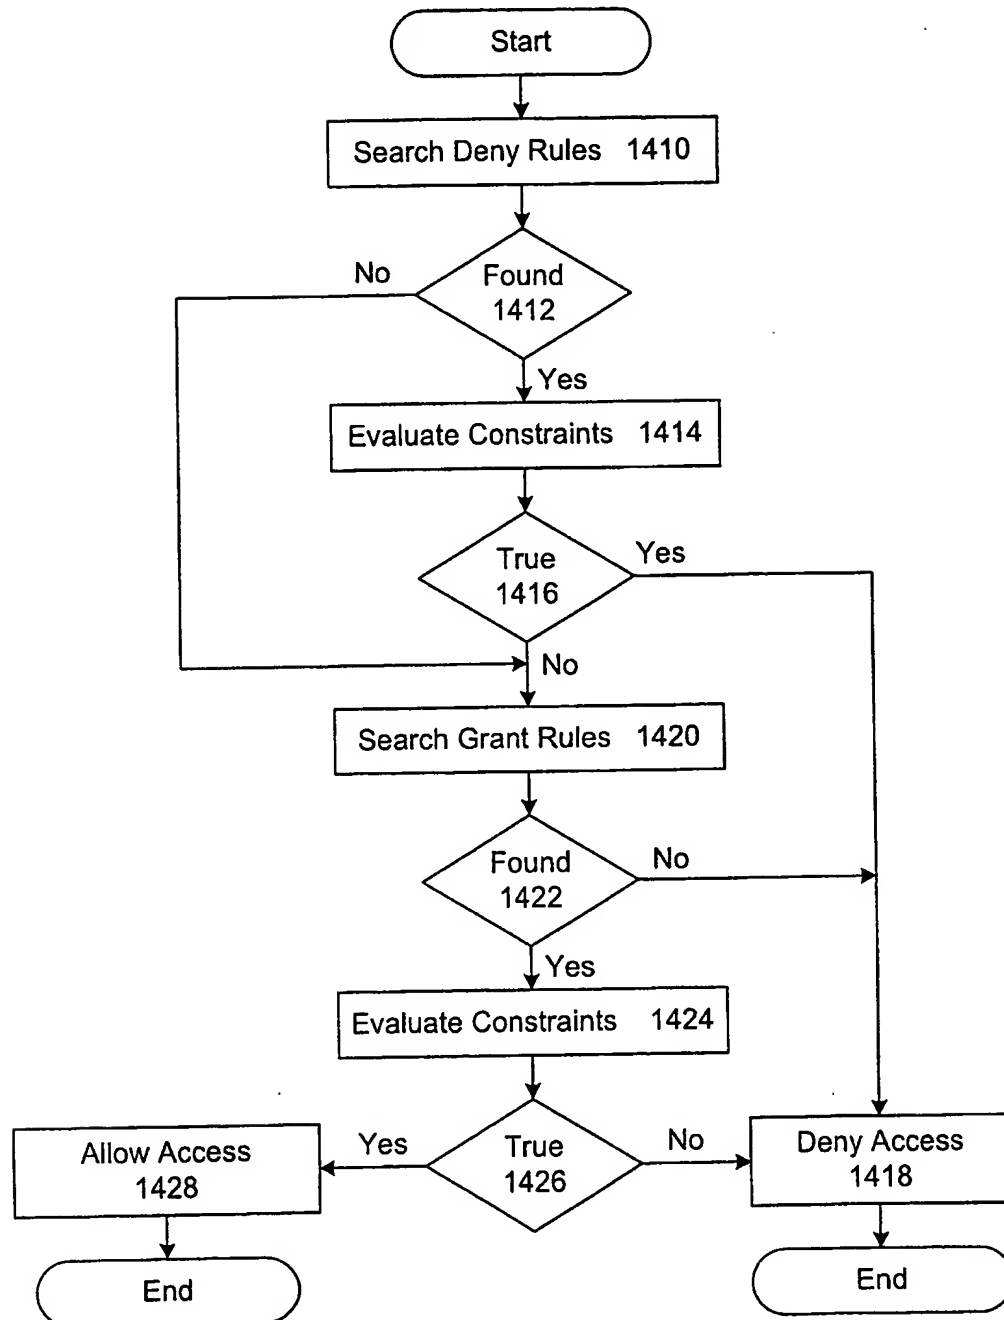 Start
Search Deny Rules 1410
No
Found
1412
Yes
Evaluate Constraints 1414
True
1416
Yes
No
Search Grant Rules 1420
Found
1422
No
Yes
Evaluate Constraints 1424
Allow Access
1428
Yes
True
1426
No
Deny Access
1418
End
End